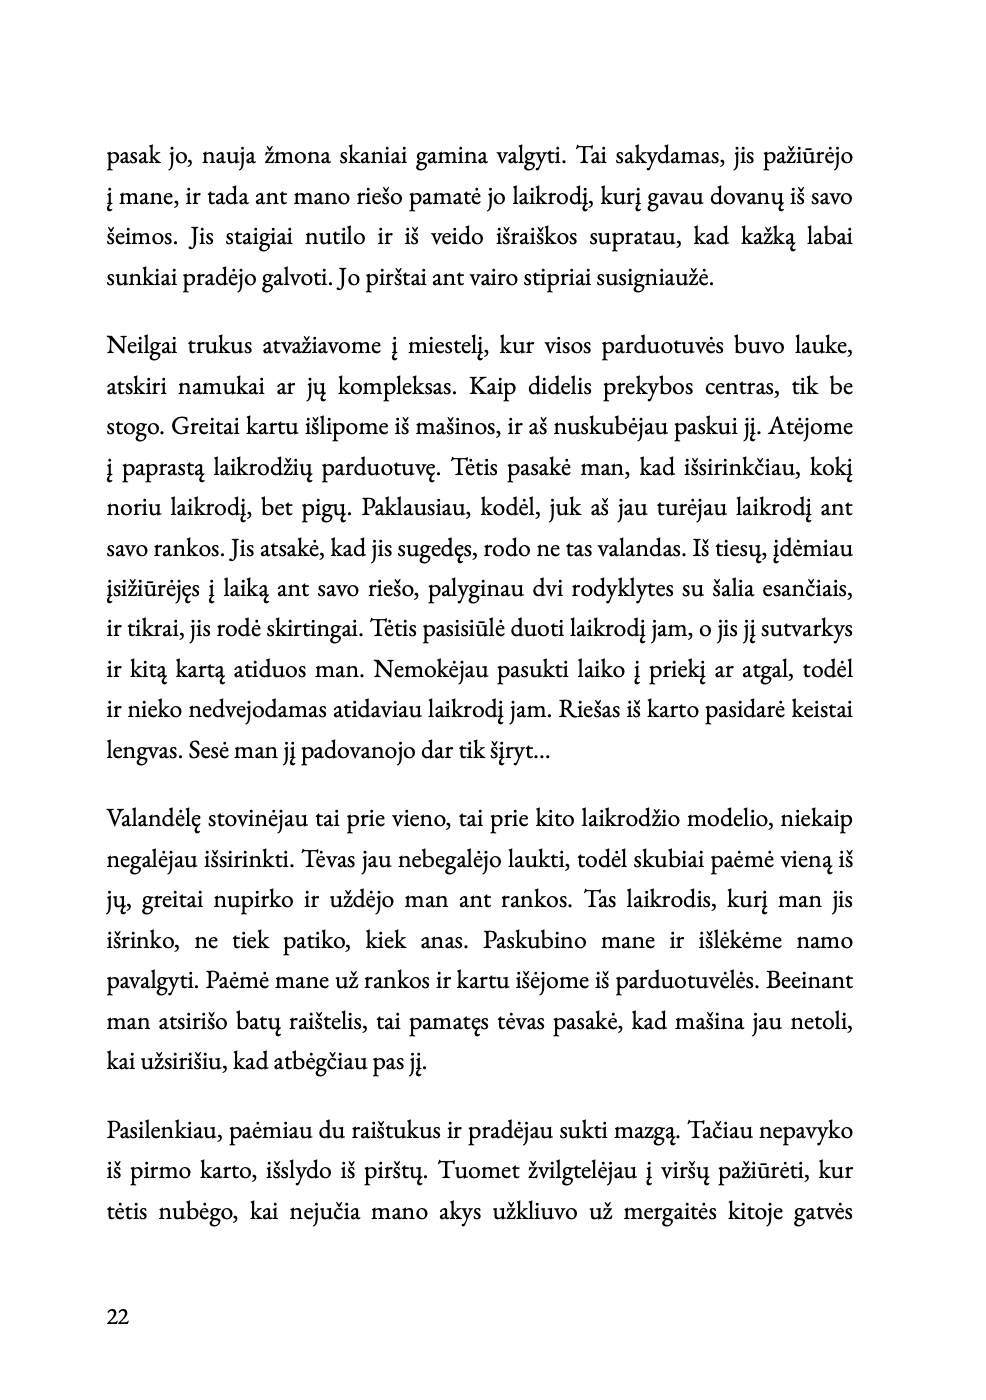 pasak jo, nauja žmona skaniai gamina valgyti. Tai sakydamas, jis pažiūrėjo
į mane, ir tada ant mano riešo pamatė jo laikrodį, kurį gavau dovanų iš savo
šeimos. Jis staigiai nutilo ir iš veido išraiškos supratau, kad kažką labai
sunkiai pradėjo galvoti. Jo pirštai ant vairo stipriai susigniaužė.
Neilgai trukus atvažiavome į miestelį, kur visos parduotuvės buvo lauke,
atskiri namukai ar jų kompleksas. Kaip didelis prekybos centras, tik be
stogo. Greitai kartu išlipome iš mašinos, ir aš nuskubėjau paskui jį. Atėjome
į paprastą laikrodžių parduotuvę. Tėtis pasakė man, kad išsirinkčiau, kokį
noriu laikrodį, bet pigų. Paklausiau, kodėl, juk aš jau turėjau laikrodį ant
savo rankos. Jis atsakė, kad jis sugedęs, rodo ne tas valandas. Iš tiesų, įdėmiau
įsižiūrėjęs į laiką ant savo riešo, palyginau dvi rodyklytes su šalia esančiais,
ir tikrai, jis rodė skirtingai. Tėtis pasisiūlė duoti laikrodį jam, o jis jį sutvarkys
ir kitą kartą atiduos man. Nemokėjau pasukti laiko į priekį ar atgal, todėl
ir nieko nedvejodamas atidaviau laikrodį jam. Riešas iš karto pasidarė keistai
lengvas. Sesė man jį padovanojo dar tik šįryt...
Valandėlę stovinėjau tai prie vieno, tai prie kito laikrodžio modelio, niekaip
negalėjau išsirinkti. Tėvas jau nebegalėjo laukti, todėl skubiai paėmė vieną iš
jų, greitai nupirko ir uždėjo man ant rankos. Tas laikrodis, kurį man jis
išrinko, ne tiek patiko, kiek anas. Paskubino mane ir išlėkėme namo
pavalgyti. Paėmė mane už rankos ir kartu išėjome iš parduotuvėlės. Beeinant
man atsirišo batų raištelis, tai pamatęs tėvas pasakė, kad mašina jau netoli,
kai užsirišiu, kad atbėgčiau pas jį.
Pasilenkiau, paėmiau du raištukus ir pradėjau sukti mazgą. Tačiau nepavyko
iš pirmo karto, išslydo iš pirštų. Tuomet žvilgtelėjau į viršų pažiūrėti, kur
tėtis nubėgo, kai nejučia mano akys užkliuvo už mergaitės kitoje gatvės
22